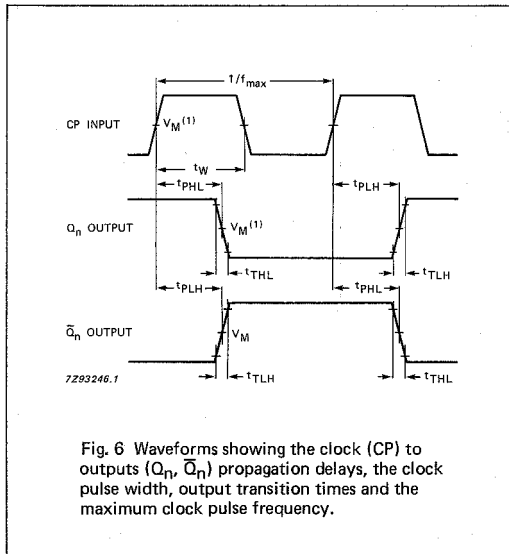 1/fmax
CP INPUT
VM(1)
tW
tPHL
tPLH
Qn OUTPUT
VM(1)
tTHL
tTLH
tPLH
tPHL
Q̄n OUTPUT
VM
7Z93246.1
tTLH
tTHL
Fig. 6 Waveforms showing the clock (CP) to
outputs (Qn, Q̄n) propagation delays, the clock
pulse width, output transition times and the
maximum clock pulse frequency.